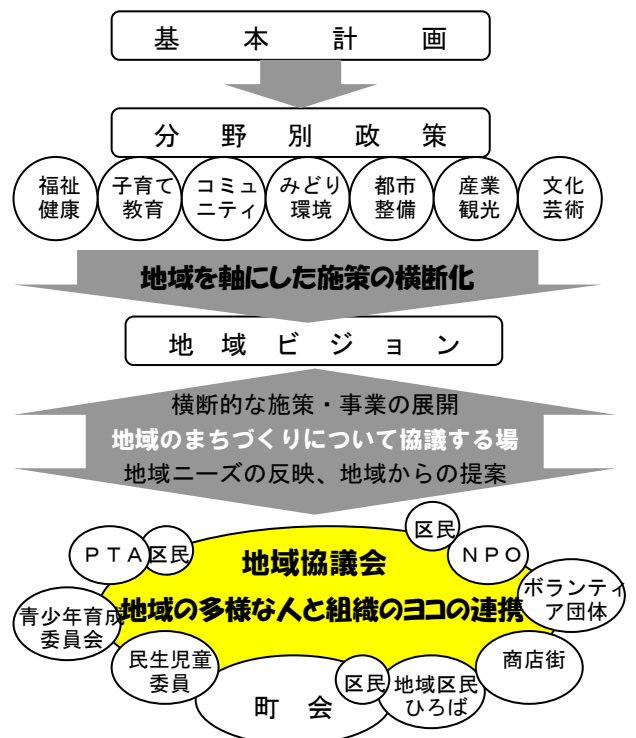 基本計画
分野別政策
福祉
健康
子育て
教育
コミュ
ニティ
みどり
環境
都市
整備
産業
観光
文化
芸術
地域を軸にした施策の横断化
地域ビジョン
横断的な施策・事業の展開
地域のまちづくりについて協議する場
地域ニーズの反映、地域からの提案
区民
ＰＴＡ
区民
ＮＰＯ
地域協議会
ボランティ
ア団体
地域の多様な人と組織のヨコの連携
青少年育成
委員会
民生児童
委員
商店街
区民
地域区民
ひろば
町会